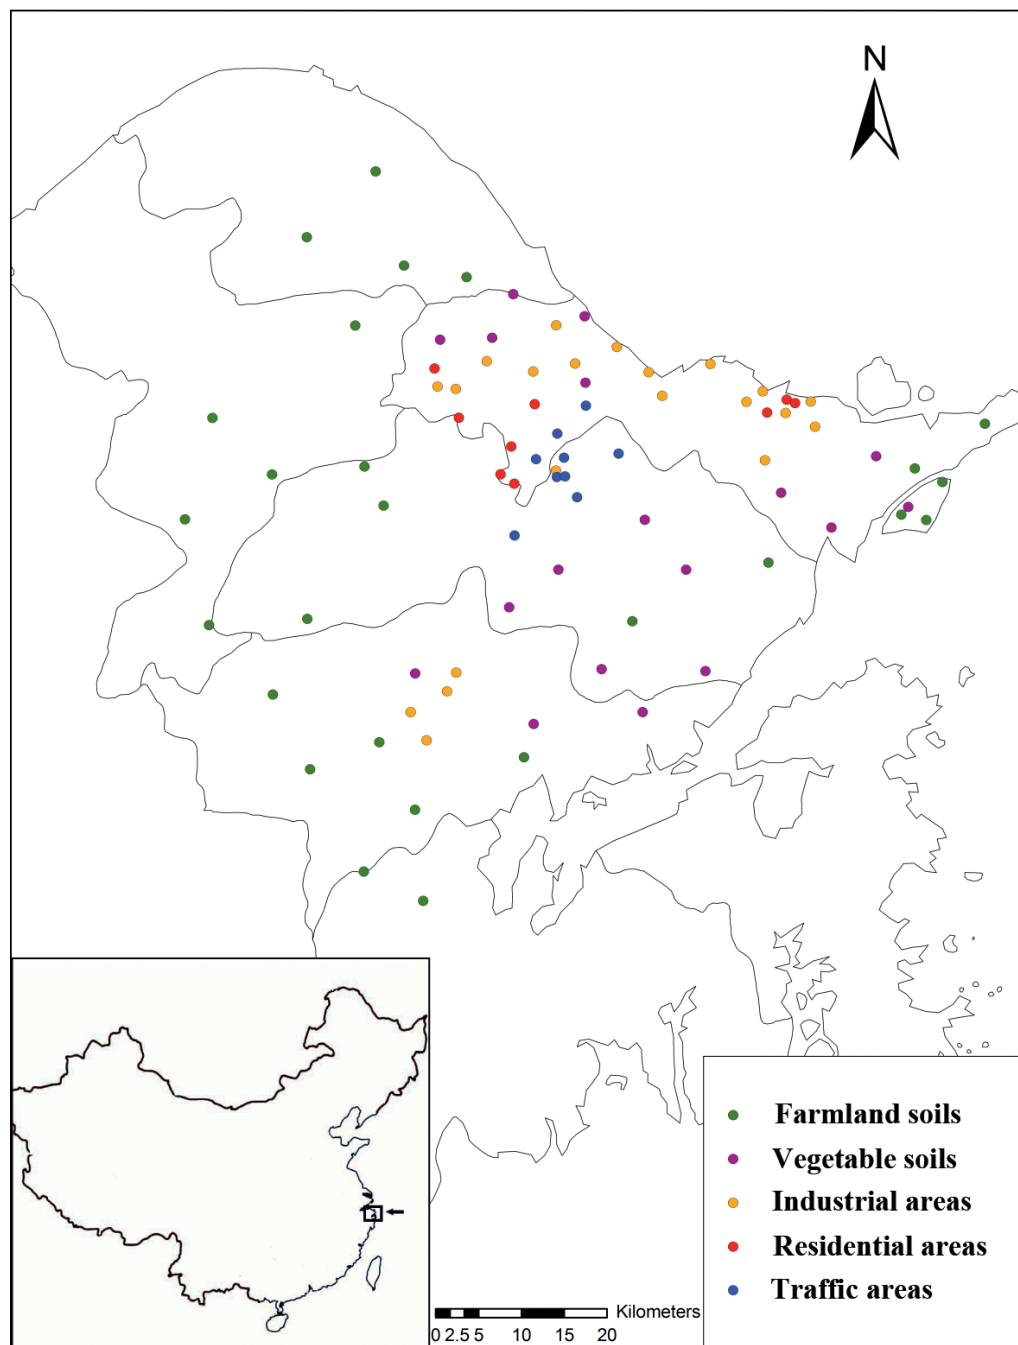 N
Farmland soils
Vegetable soils
Industrial areas
Residential areas
Traffic areas
Kilometers
0 2.5 5 10 15 20